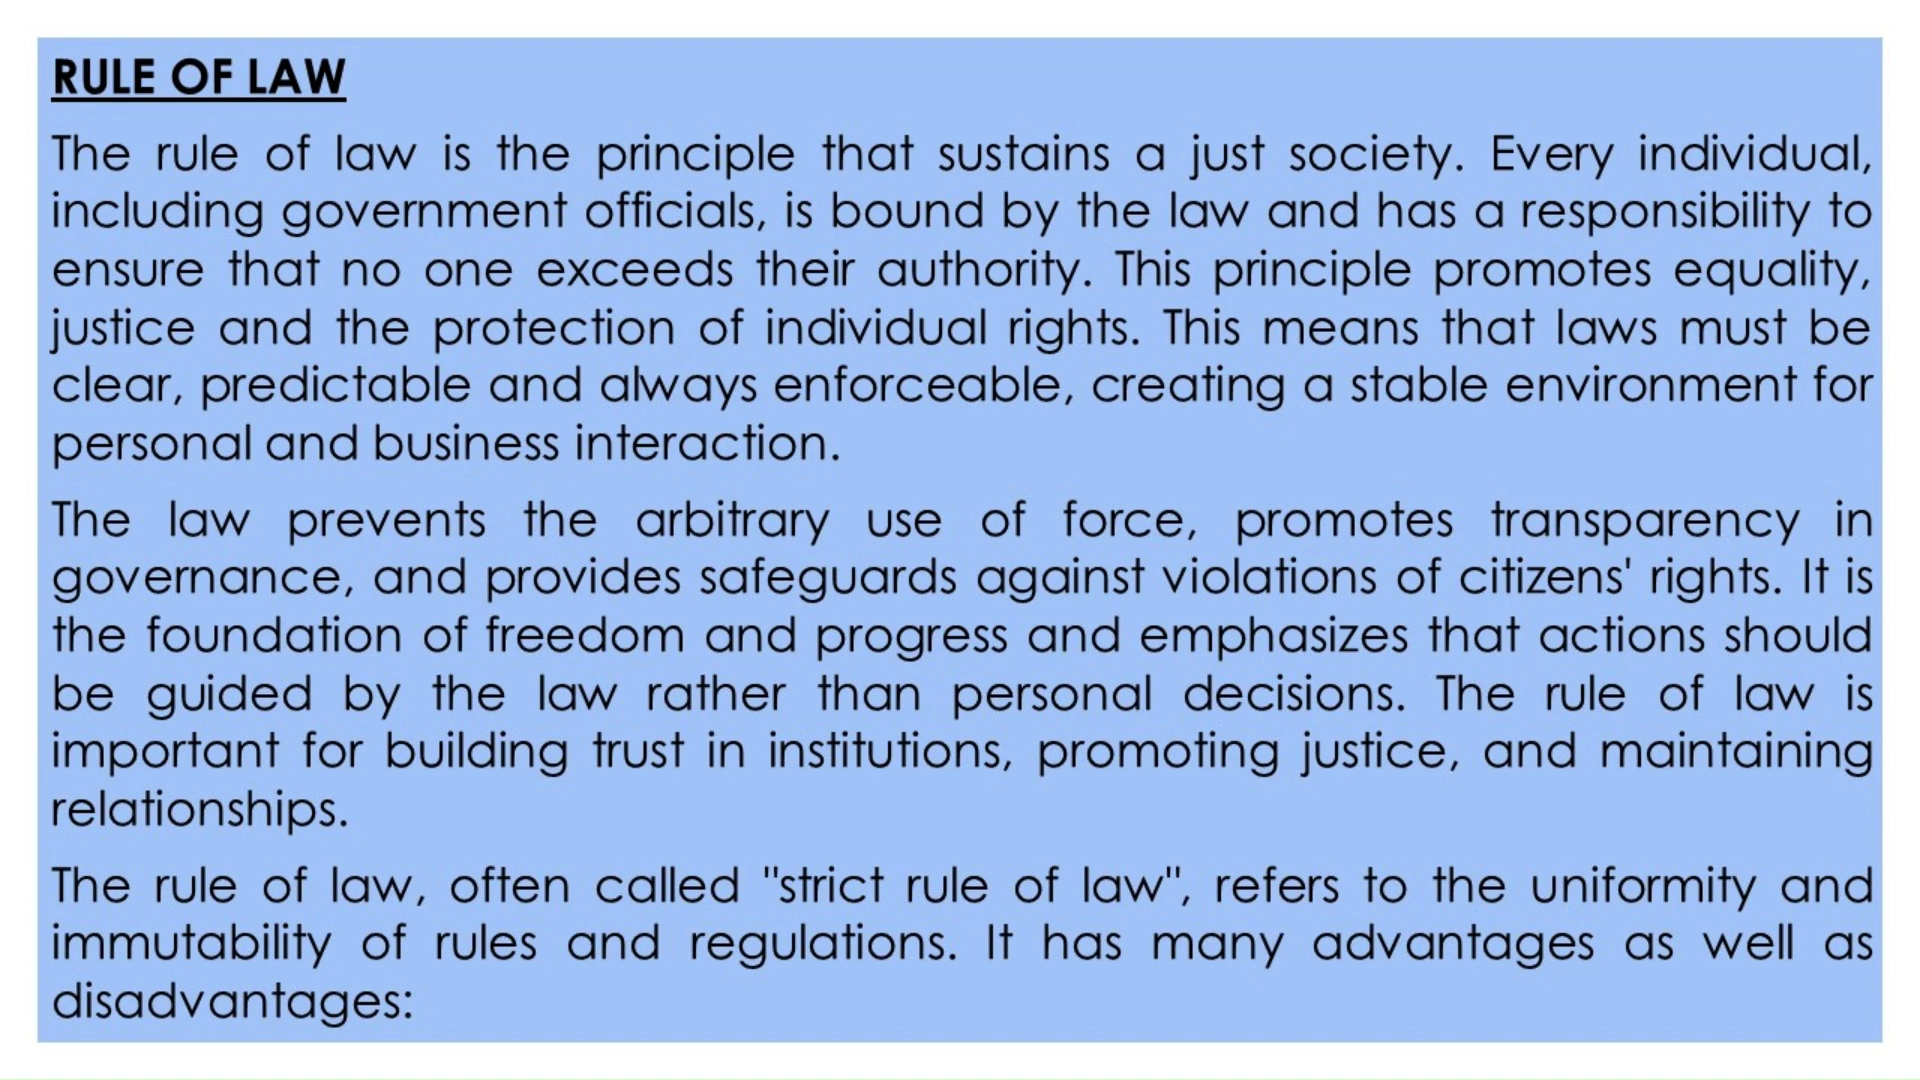 RULE OF LAW
The rule of law is the principle that sustains a just society. Every individual,
including government officials, is bound by the law and has a responsibility to
ensure that no one exceeds their authority. This principle promotes equality,
justice and the protection of individual rights. This means that laws must be
clear, predictable and always enforceable, creating a stable environment for
personal and business interaction.
The law prevents the arbitrary use of force, promotes transparency in
governance, and provides safeguards against violations of citizens' rights. It is
the foundation of freedom and progress and emphasizes that actions should
be guided by the law rather than personal decisions. The rule of law is
important for building trust in institutions, promoting justice, and maintaining
relationships.
The rule of law, often called "strict rule of law", refers to the uniformity and
immutability of rules and regulations. It has many advantages as well as
disadvantages: